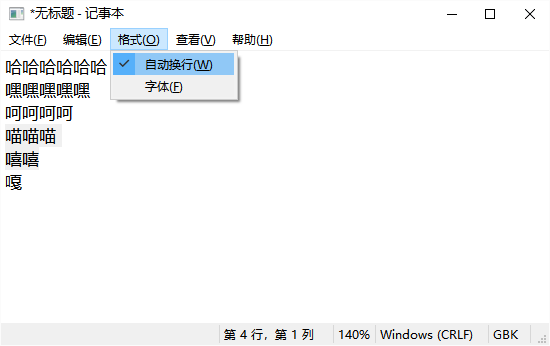 *无标题 - 记事本
文件(F) 编辑(E) 格式(O) 查看(V) 帮助(H)
自动换行(W)
字体(F)
哈哈哈哈哈哈
嘿嘿嘿嘿嘿
呵呵呵呵
喵喵喵
嘻嘻
嘎
第 4 行，第 1 列 140% Windows (CRLF) GBK